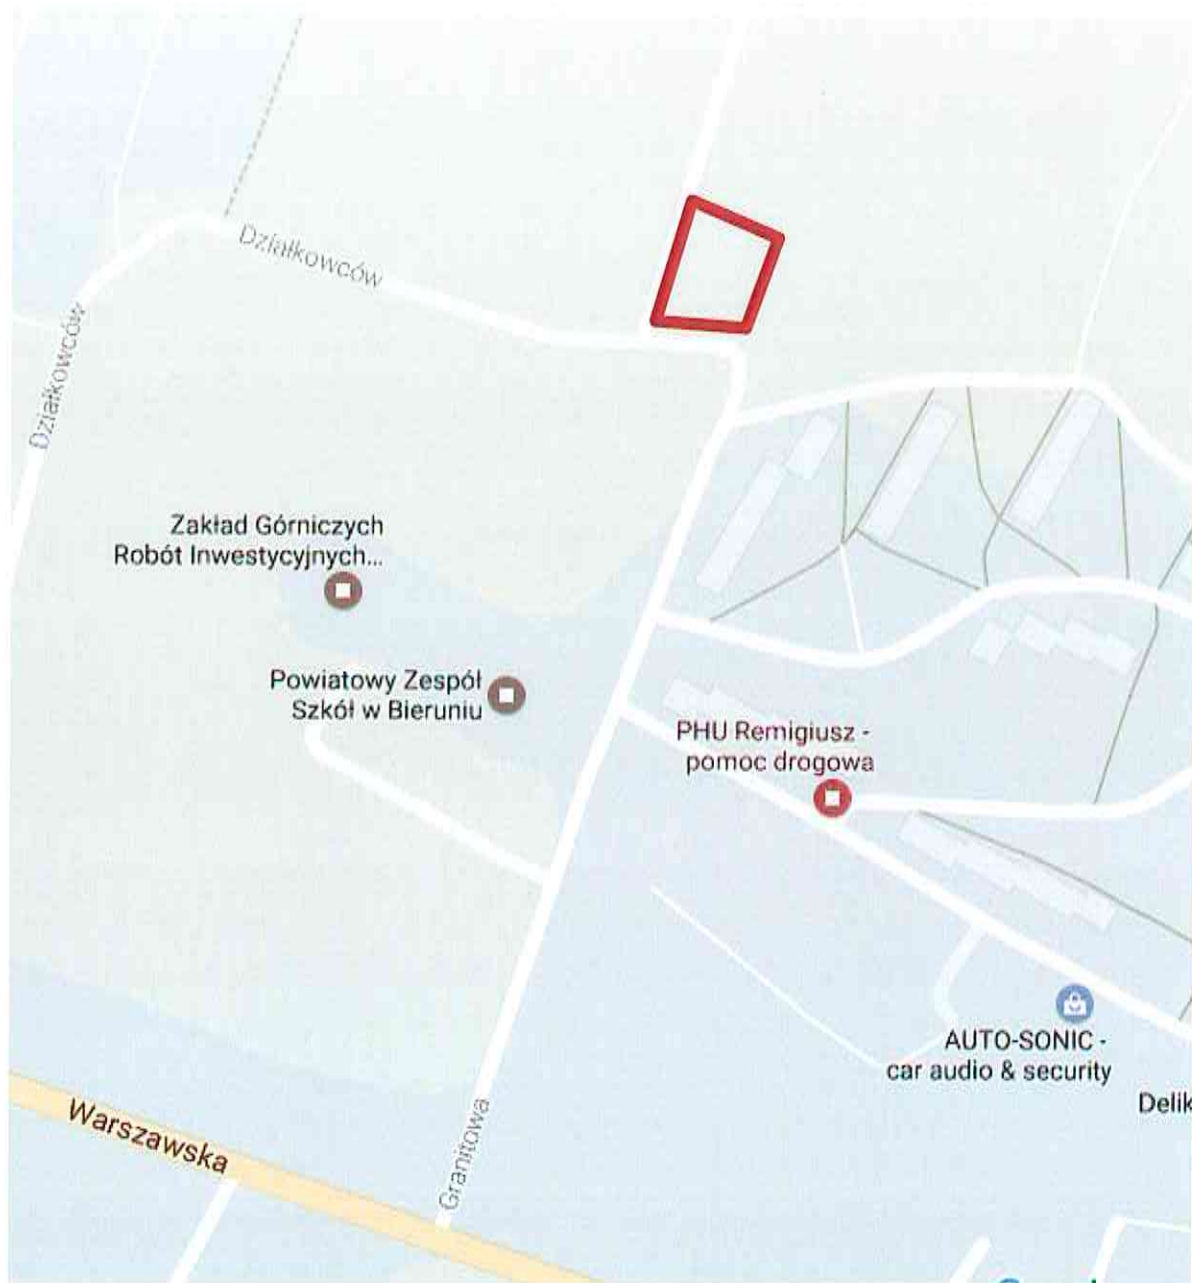 Działkowców
Działkowców
Zakład Górniczych
Robót Inwestycyjnych...
Powiatowy Zespół
Szkół w Bieruniu
PHU Remigiusz -
pomoc drogowa
AUTO-SONIC -
car audio & security
Delik
Granitowa
Warszawska